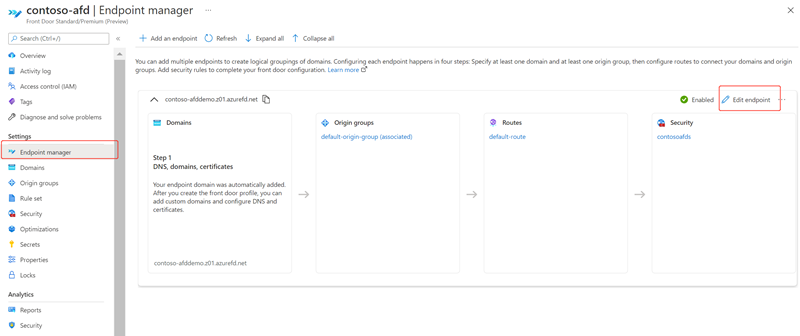 contoso-afd | Endpoint manager ...
Front Door Standard/Premium (Preview)
Search (Ctrl+/)
Overview
Activity log
Access control (IAM)
Tags
Diagnose and solve problems
Settings
Endpoint manager
Domains
Origin groups
Rule set
Security
Optimizations
Secrets
Properties
Locks
Analytics
Reports
Security
Add an endpoint Refresh Expand all Collapse all
You can add multiple endpoints to create logical groupings of domains. Configuring each endpoint happens in four steps: Specify at least one domain and at least one origin group, then configure routes to connect your domains and origin
groups. Add security rules to complete your front door configuration. Learn more
contoso-afddemo.z01.azurefd.net
Enabled
Edit endpoint ...
Domains
Step 1
DNS, domains, certificates
Your endpoint domain was automatically added.
After you create the front door profile, you can
add custom domains and configure DNS and
certificates.
contoso-afddemo.z01.azurefd.net
Origin groups
default-origin-group (associated)
Routes
default-route
Security
contosoafds